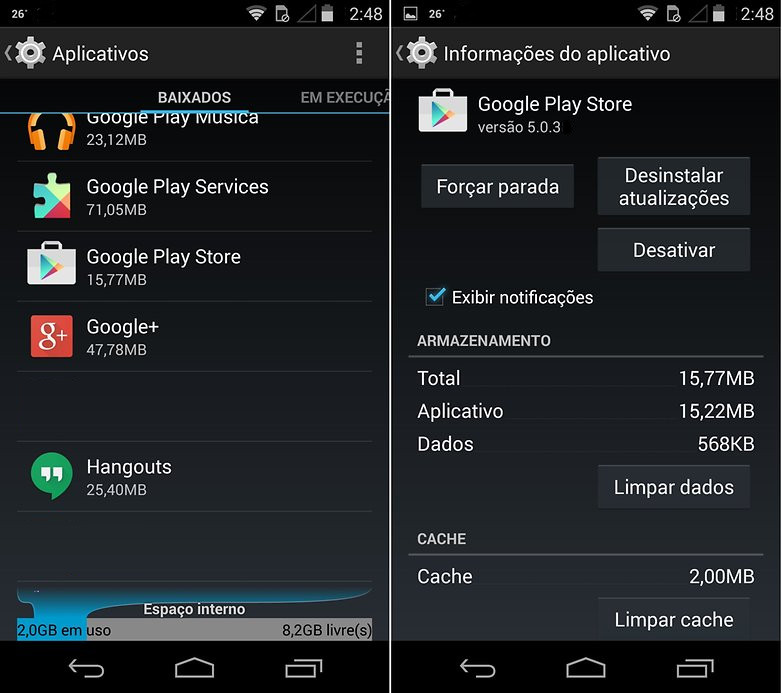 26°
2:48
Aplicativos
BAIXADOS
EM EXECUÇÃ
Google Play Música
23,12MB
Google Play Services
71,05MB
Google Play Store
15,77MB
Google+
47,78MB
Hangouts
25,40MB
Espaço interno
2,0GB em uso
8,2GB livre(s)
26°
2:48
Informações do aplicativo
Google Play Store
versão 5.0.3
Forçar parada
Desinstalar
atualizações
Desativar
Exibir notificações
ARMAZENAMENTO
Total 15,77MB
Aplicativo 15,22MB
Dados 568KB
Limpar dados
CACHE
Cache 2,00MB
Limpar cache